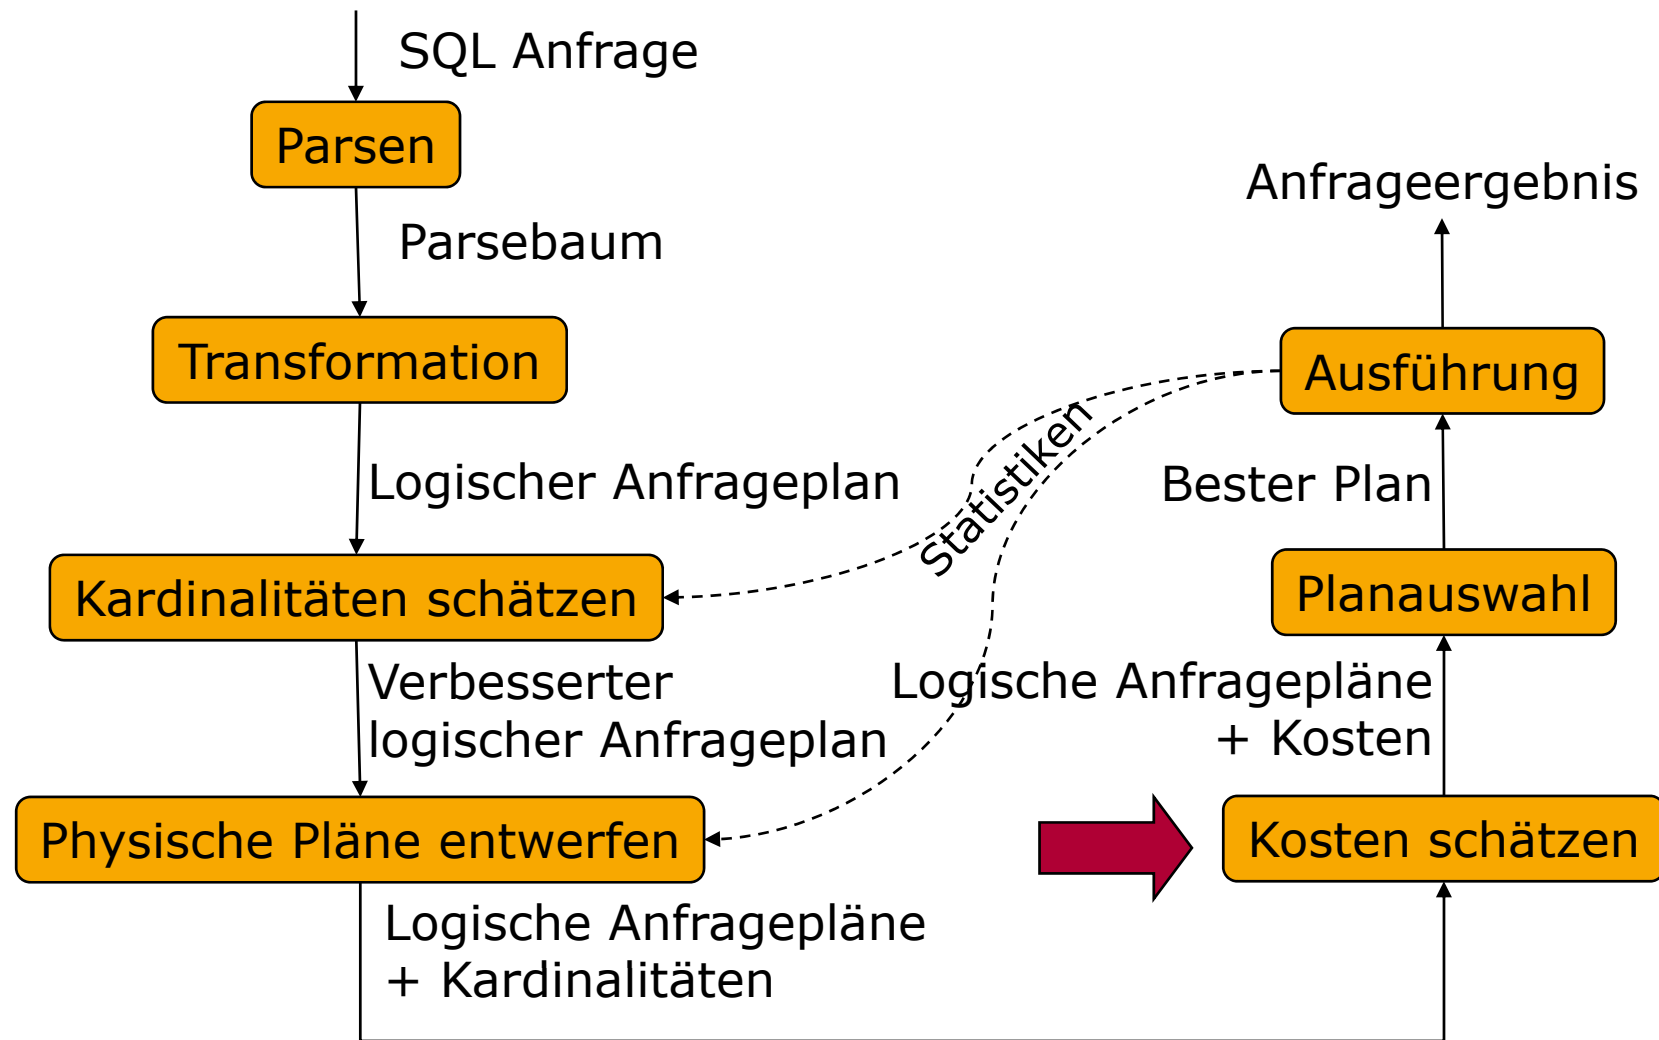 SQL Anfrage
Parsen
Parsebaum
Transformation
Logischer Anfrageplan
Kardinalitäten schätzen
Verbesserter
logischer Anfrageplan
Physische Pläne entwerfen
Logische Anfragepläne
+ Kardinalitäten
Statistiken
Anfrageergebnis
Ausführung
Bester Plan
Planauswahl
Logische Anfragepläne
+ Kosten
Kosten schätzen